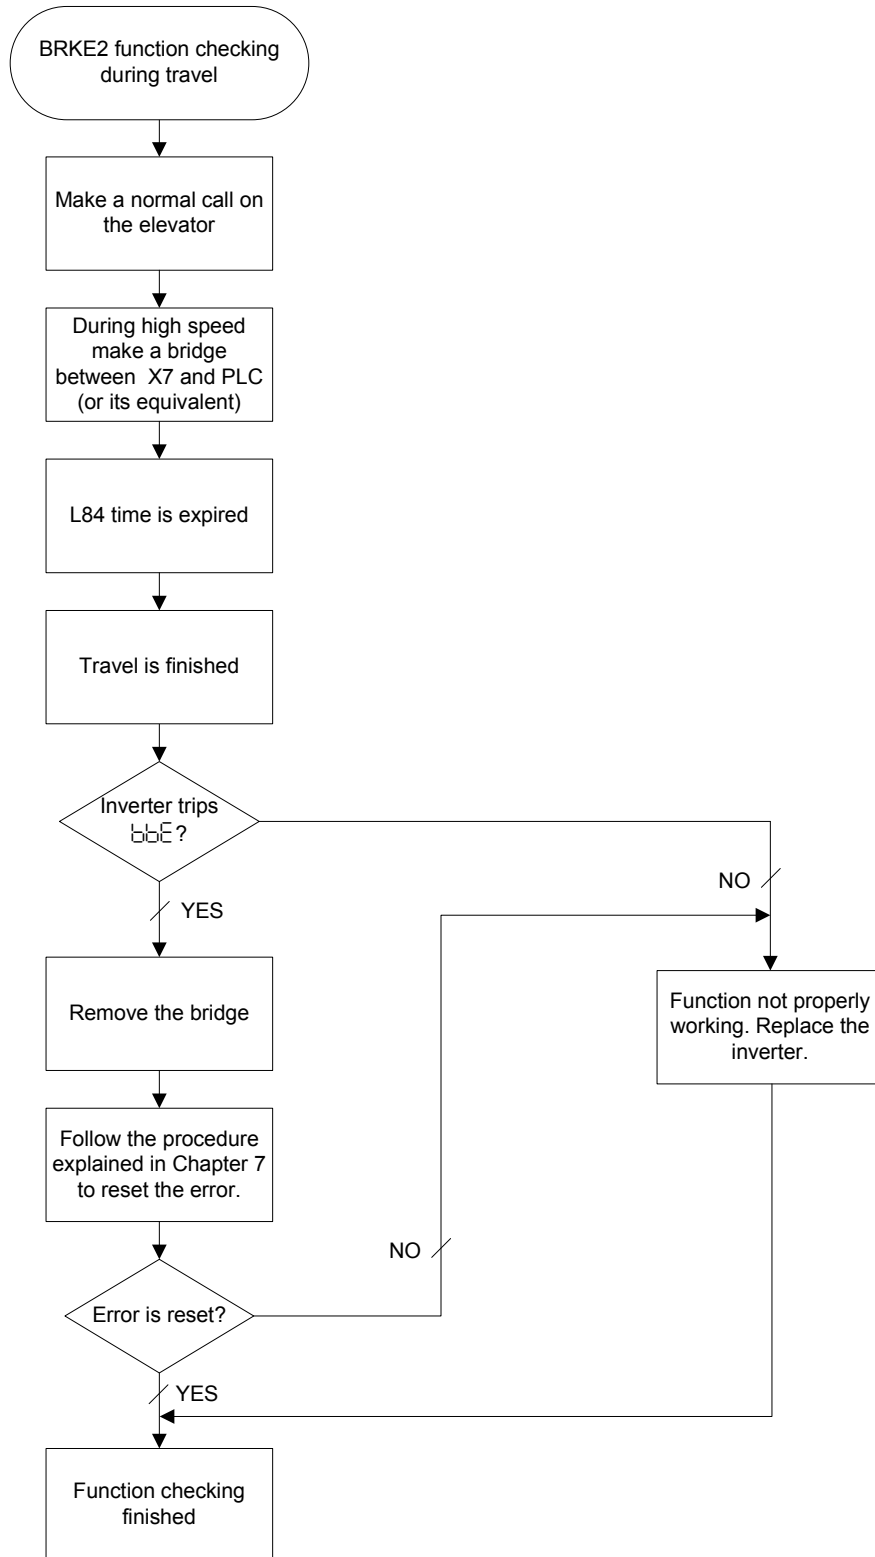 BRKE2 function checking
during travel
Make a normal call on
the elevator
During high speed
make a bridge
between X7 and PLC
(or its equivalent)
L84 time is expired
Travel is finished
Inverter trips
bbE?
NO
YES
Remove the bridge
Function not properly
working. Replace the
inverter.
Follow the procedure
explained in Chapter 7
to reset the error.
NO
Error is reset?
YES
Function checking
finished